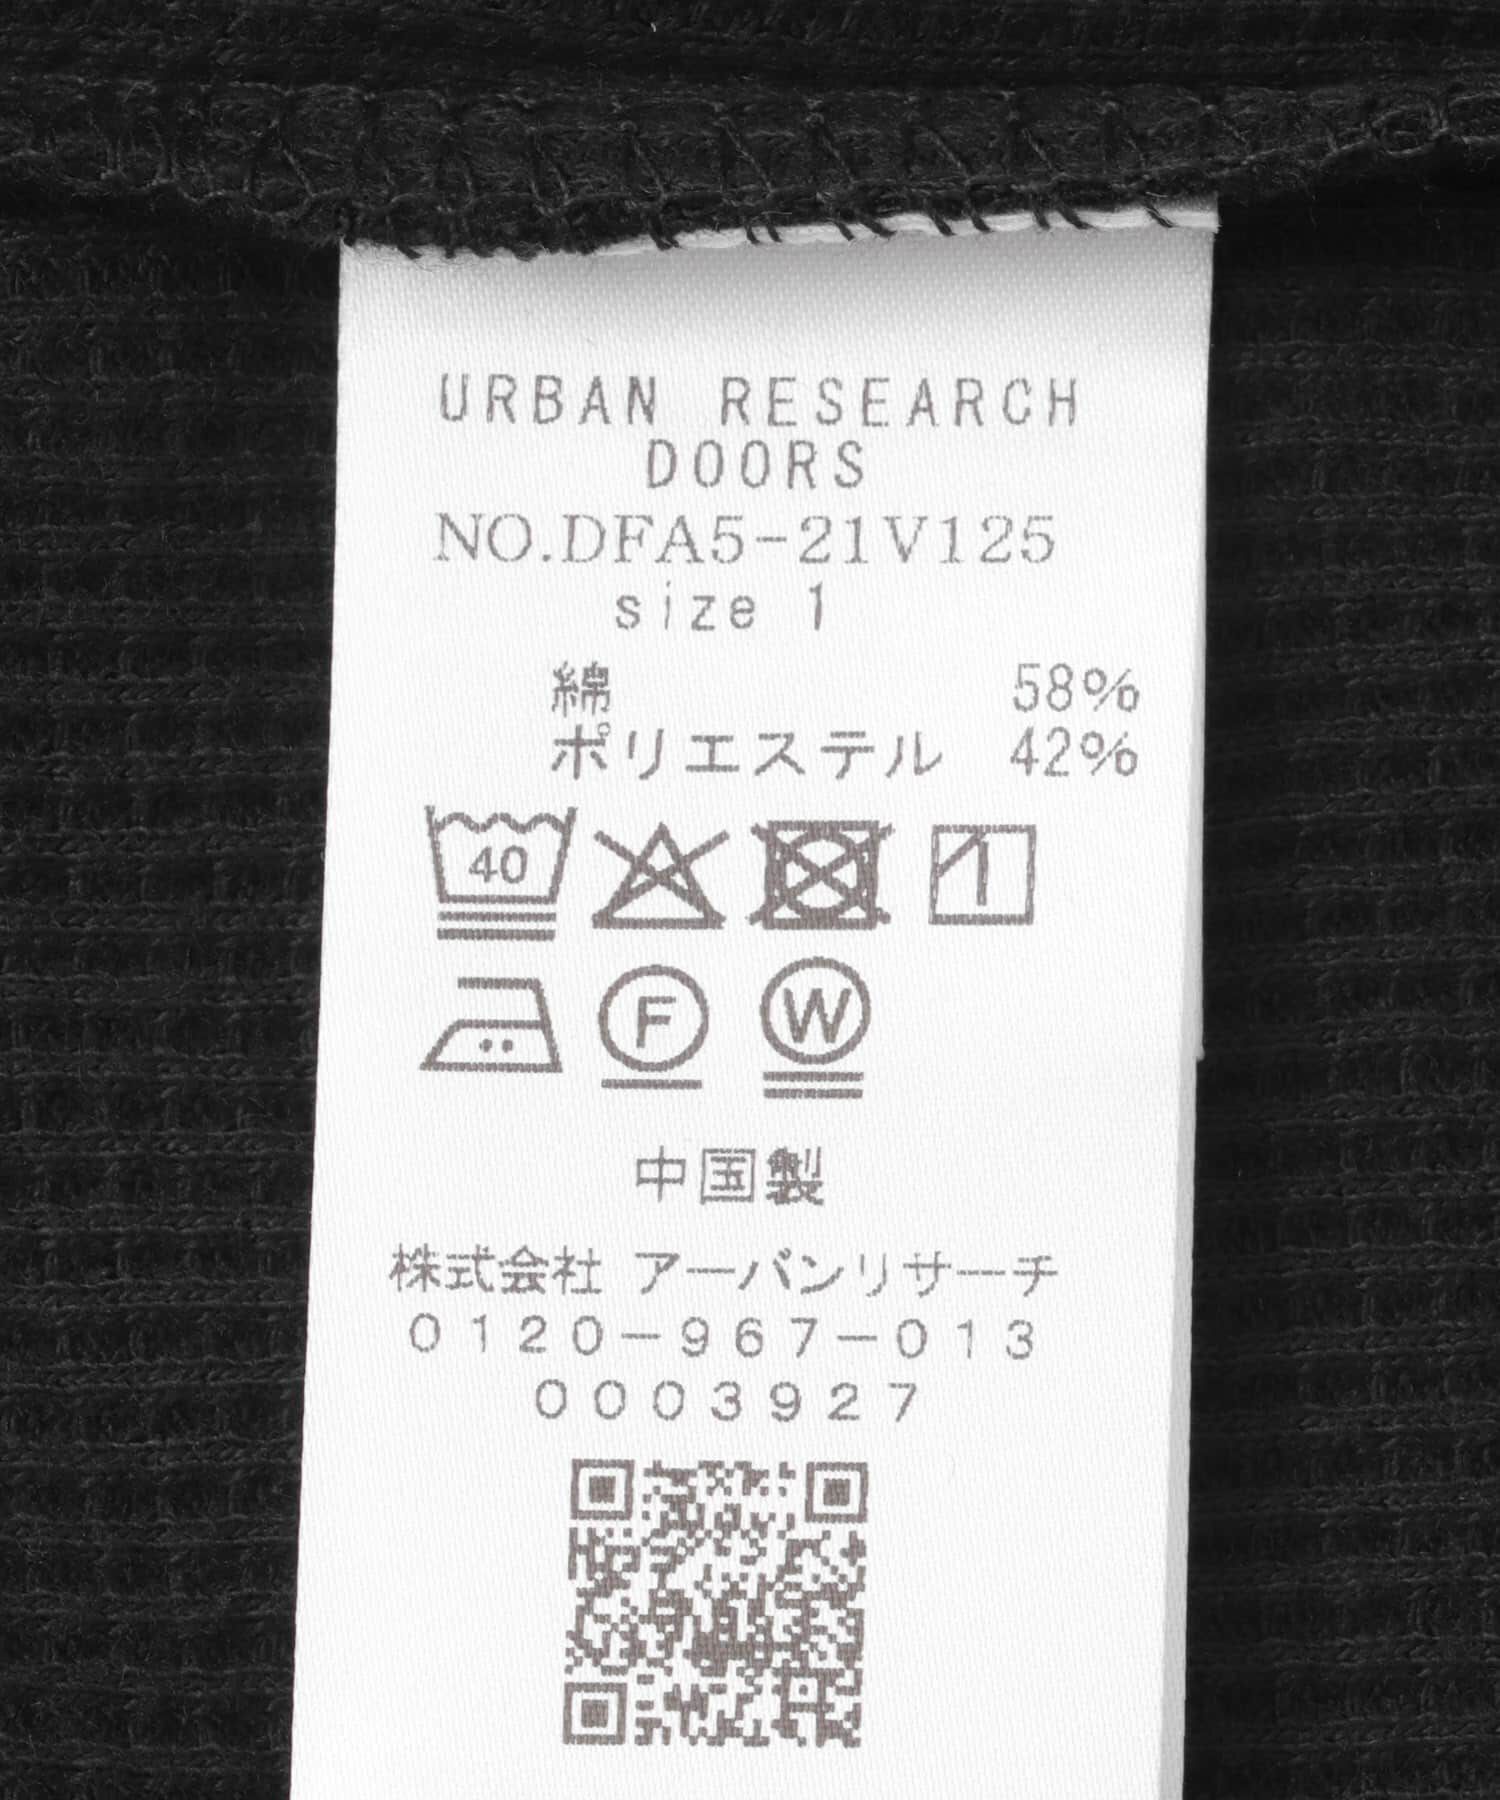 URBAN RESEARCH
DOORS
NO.DFA5-21V125
size 1
綿 58%
ポリエステル 42%
40
F W
中国製
株式会社 アーバンリサーチ
0120-967-013
0003927